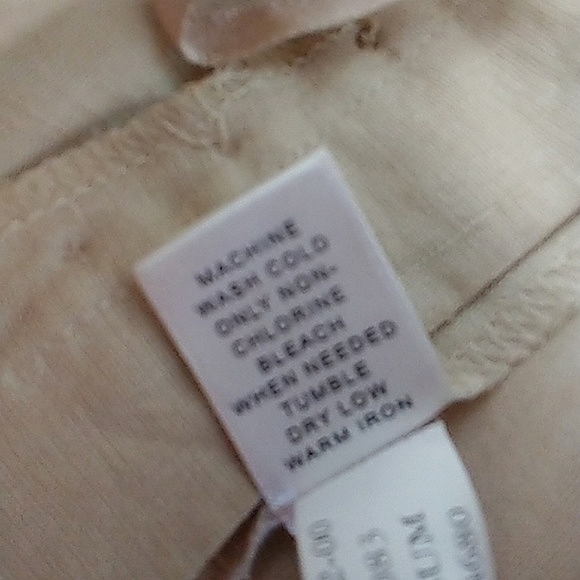 MACHINE
WASH COLD
ONLY NON-
CHLORINE
BLEACH
WHEN NEEDED
TUMBLE
DRY LOW
WARM IRON